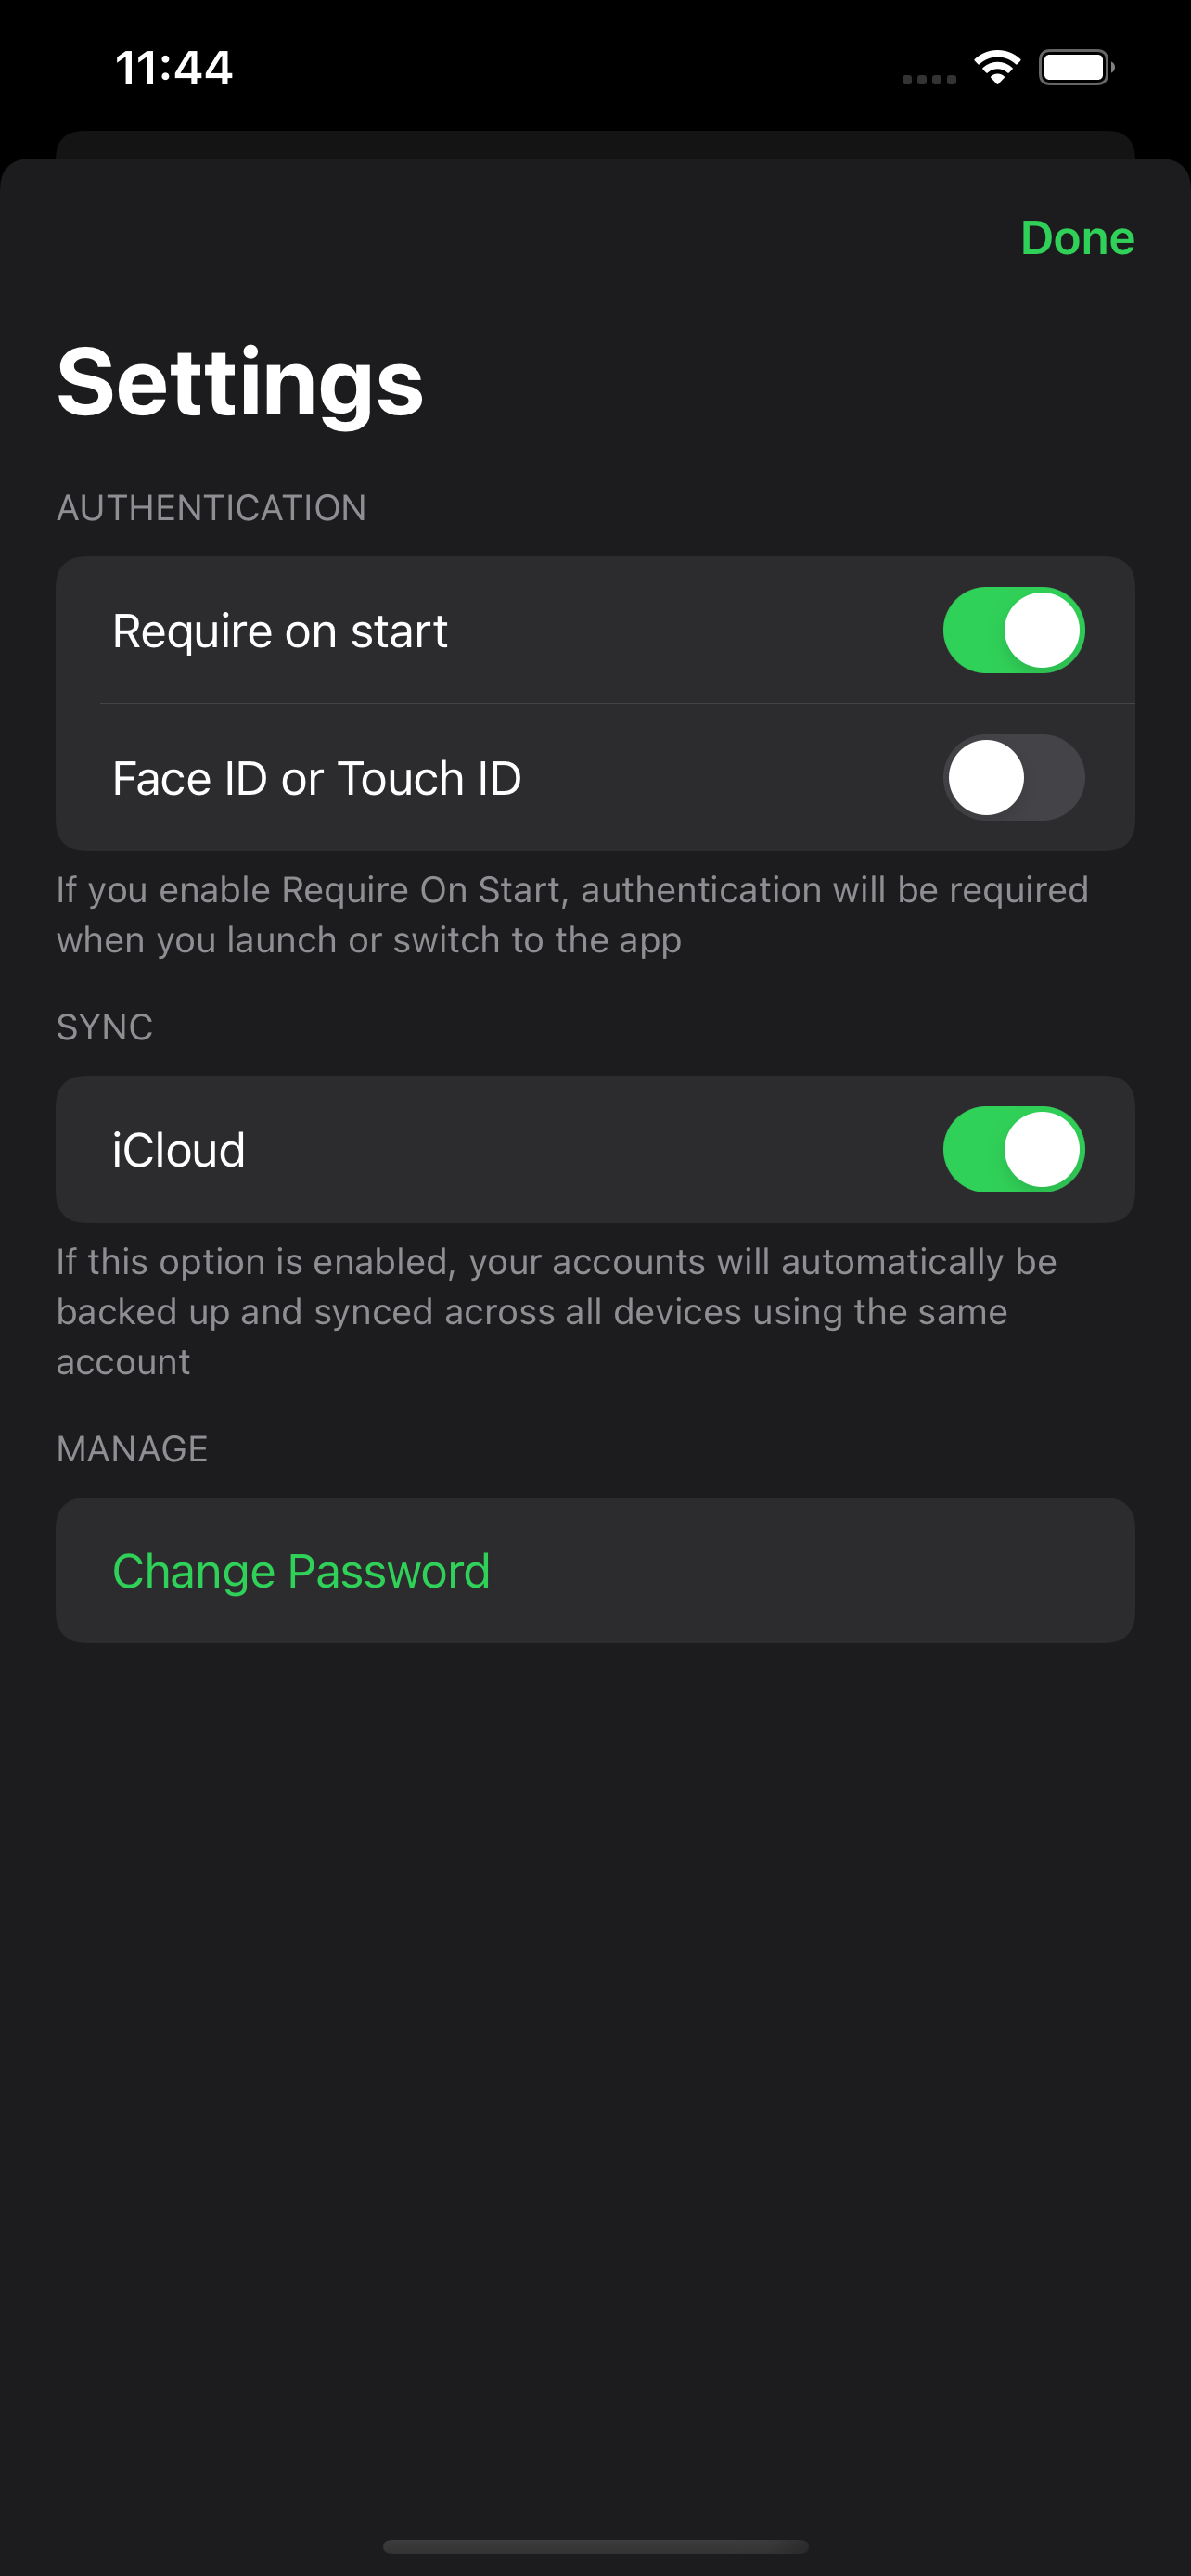 11:44
Done
Settings
AUTHENTICATION
Require on start
Face ID or Touch ID
If you enable Require On Start, authentication will be required
when you launch or switch to the app
SYNC
iCloud
If this option is enabled, your accounts will automatically be
backed up and synced across all devices using the same
account
MANAGE
Change Password